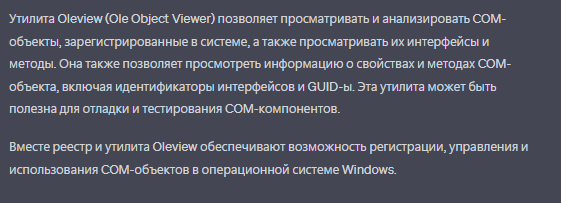 Утилита Oleview (Ole Object Viewer) позволяет просматривать и анализировать COM-
объекты, зарегистрированные в системе, а также просматривать их интерфейсы и
методы. Она также позволяет просмотреть информацию о свойствах и методах COM-
объекта, включая идентификаторы интерфейсов и GUID-ы. Эта утилита может быть
полезна для отладки и тестирования COM-компонентов.
Вместе реестр и утилита Oleview обеспечивают возможность регистрации, управления и
использования COM-объектов в операционной системе Windows.